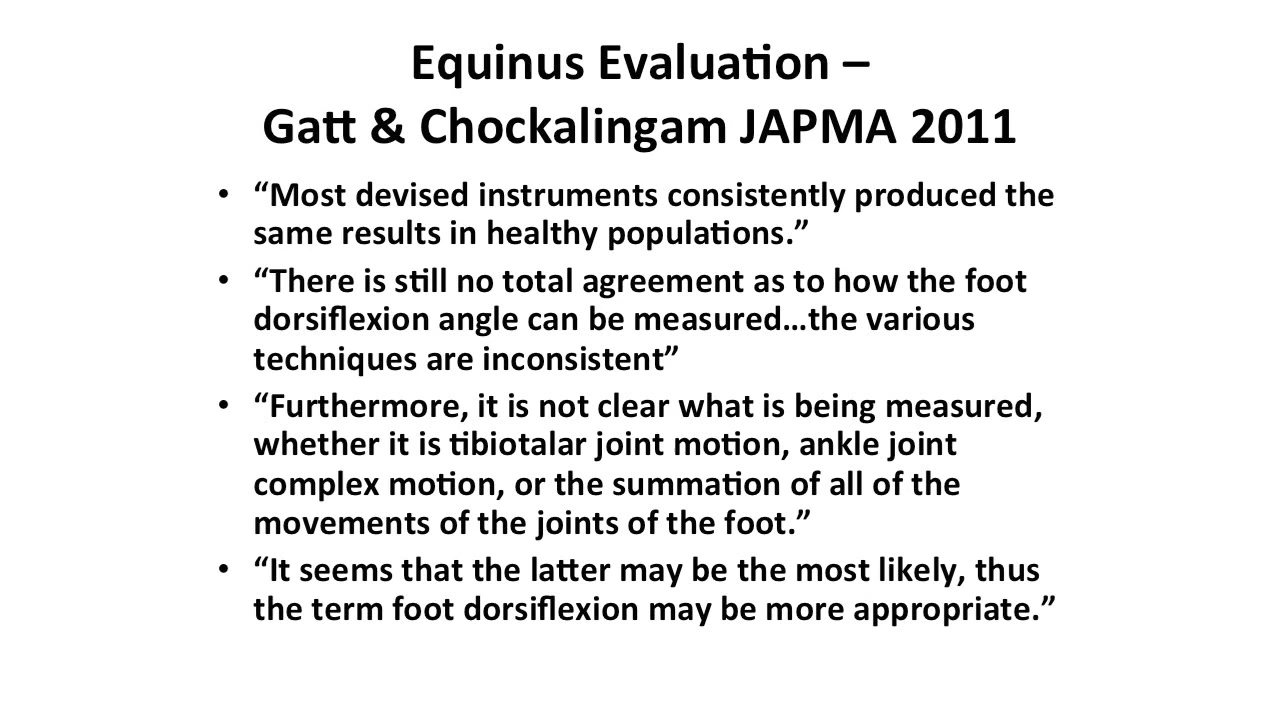 Equinus Evaluation –
Gatt & Chockalingam JAPMA 2011
• “Most devised instruments consistently produced the
same results in healthy populations.”
• “There is still no total agreement as to how the foot
dorsiflexion angle can be measured…the various
techniques are inconsistent”
• “Furthermore, it is not clear what is being measured,
whether it is tibiotalar joint motion, ankle joint
complex motion, or the summation of all of the
movements of the joints of the foot.”
• “It seems that the latter may be the most likely, thus
the term foot dorsiflexion may be more appropriate.”